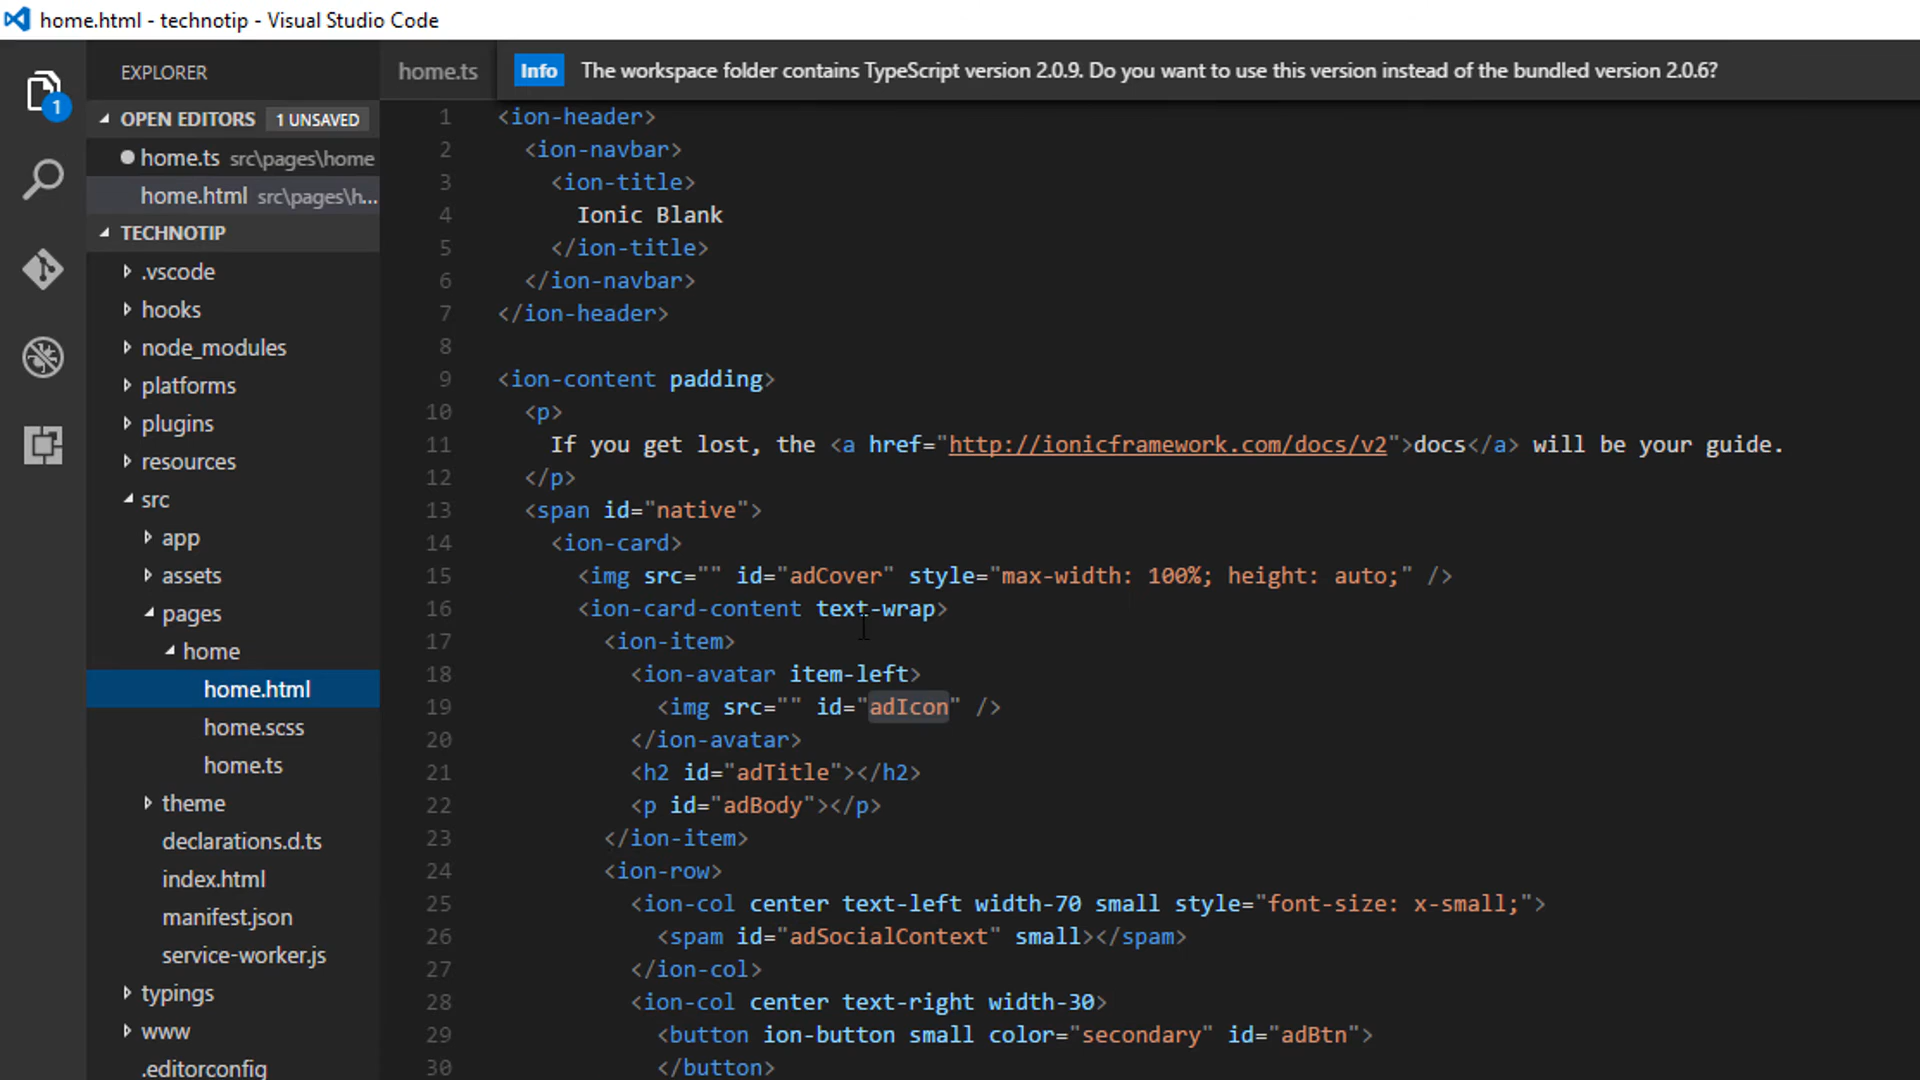 home.html - technotip - Visual Studio Code
EXPLORER
1
OPEN EDITORS 1 UNSAVED
home.ts src\pages\home
home.html src\pages\h...
TECHNOTIP
.vscode
hooks
node_modules
platforms
plugins
resources
src
app
assets
pages
home
home.html
home.scss
home.ts
theme
declarations.d.ts
index.html
manifest.json
service-worker.js
typings
www
.editorconfig
home.ts
Info The workspace folder contains TypeScript version 2.0.9. Do you want to use this version instead of the bundled version 2.0.6?
1 <ion-header>
2 <ion-navbar>
3 <ion-title>
4 Ionic Blank
5 </ion-title>
6 </ion-navbar>
7 </ion-header>
8
9 <ion-content padding>
10 <p>
11 If you get lost, the <a href="http://ionicframework.com/docs/v2">docs</a> will be your guide.
12 </p>
13 <span id="native">
14 <ion-card>
15 <img src="" id="adCover" style="max-width: 100%; height: auto;" />
16 <ion-card-content text-wrap>
17 <ion-item>
18 <ion-avatar item-left>
19 <img src="" id="adIcon" />
20 </ion-avatar>
21 <h2 id="adTitle"></h2>
22 <p id="adBody"></p>
23 </ion-item>
24 <ion-row>
25 <ion-col center text-left width-70 small style="font-size: x-small;">
26 <spam id="adSocialContext" small></spam>
27 </ion-col>
28 <ion-col center text-right width-30>
29 <button ion-button small color="secondary" id="adBtn">
30 </button>